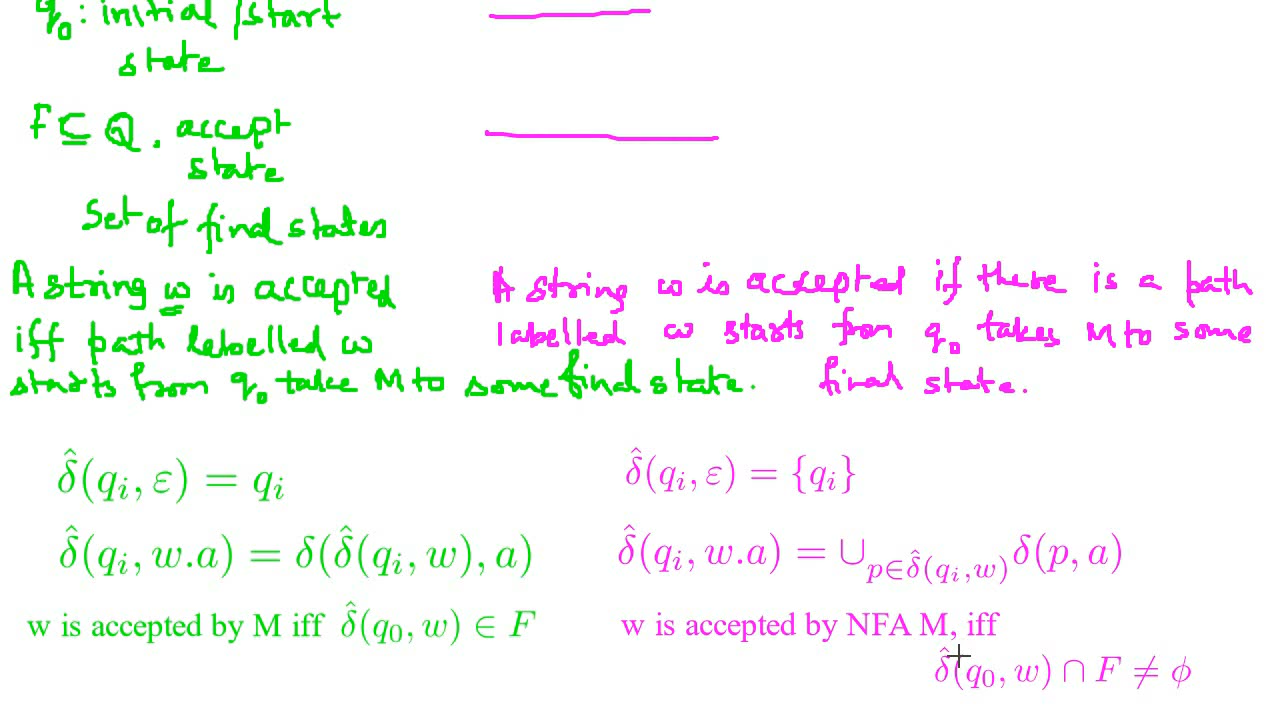 q₀ : initial /start
state
F ⊆ Q, accept
state
Set of final states
A string w is accepted
iff path labelled w
starts from q₀ take M to some final state.
A string w is accepted if there is a path
labelled w starts from q₀ takes M to some
final state.
δ̂(qᵢ, ε) = qᵢ
δ̂(qᵢ, w.a) = δ(δ̂(qᵢ, w), a)
w is accepted by M iff δ̂(q₀, w) ∈ F
δ̂(qᵢ, ε) = {qᵢ}
δ̂(qᵢ, w.a) = ∪_{p∈δ̂(qᵢ,w)} δ(p, a)
w is accepted by NFA M, iff
δ̂(q₀, w) ∩ F ≠ ϕ